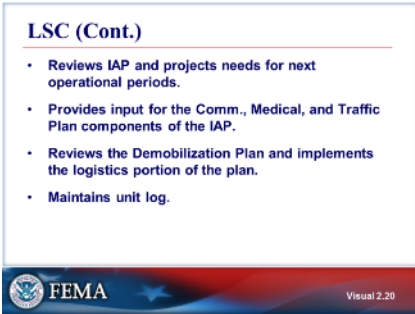 LSC (Cont.)
• Reviews IAP and projects needs for next
operational periods.
• Provides input for the Comm., Medical, and Traffic
Plan components of the IAP.
• Reviews the Demobilization Plan and implements
the logistics portion of the plan.
• Maintains unit log.
FEMA
Visual 2.20